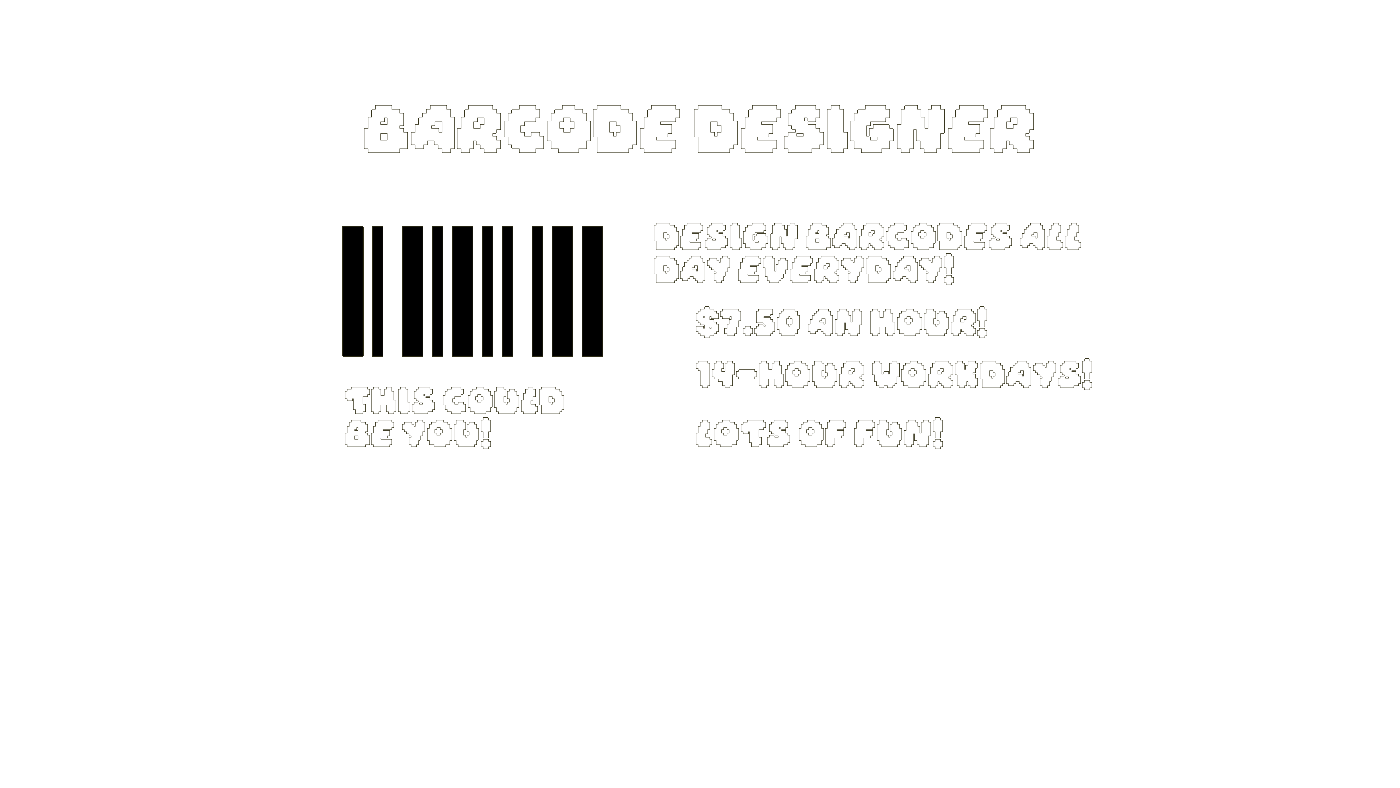 BARCODE DESIGNER
DESIGN BARCODES ALL
DAY EVERYDAY!
$7.50 AN HOUR!
14-HOUR WORKDAYS!
LOTS OF FUN!
THIS COULD
BE YOU!